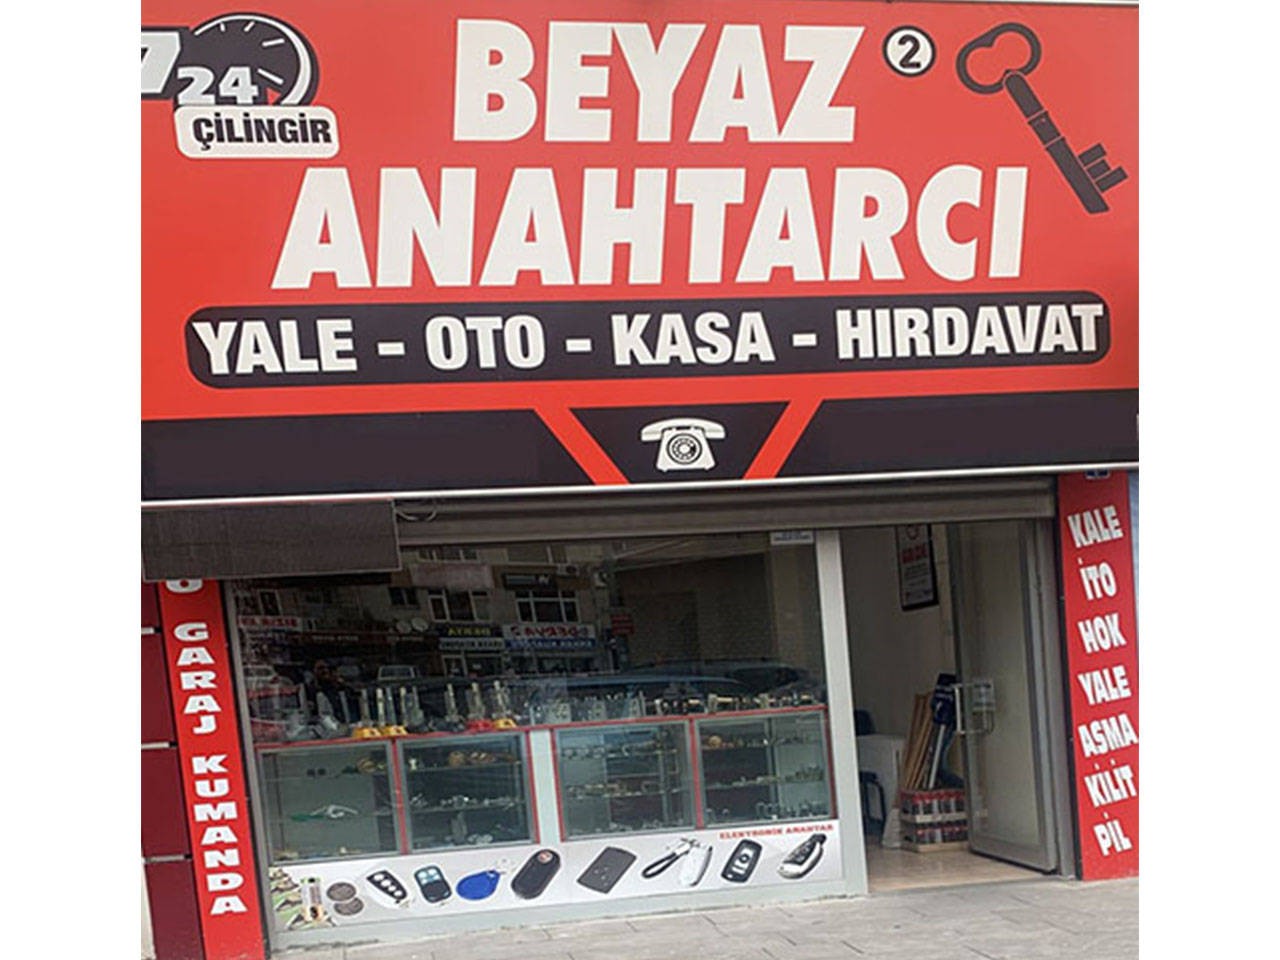 7
24
ÇİLİNGİR
BEYAZ 2
ANAHTARCI
YALE - OTO - KASA - HIRDAVAT
GARAJ KUMANDA
KALE
İTO
HOK
YALE
ASMA
KİLİT
PİL
ELEKTRONİK ANAHTAR